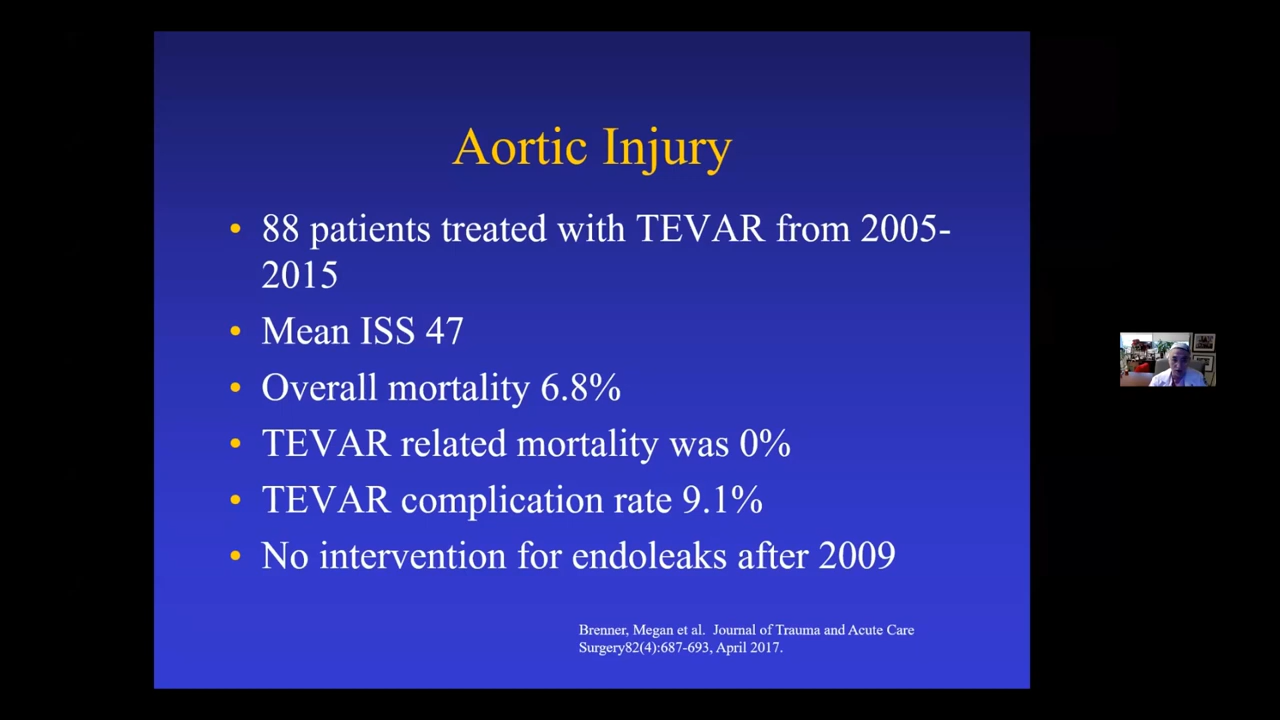 Aortic Injury
• 88 patients treated with TEVAR from 2005-
2015
• Mean ISS 47
• Overall mortality 6.8%
• TEVAR related mortality was 0%
• TEVAR complication rate 9.1%
• No intervention for endoleaks after 2009
Brenner, Megan et al. Journal of Trauma and Acute Care
Surgery82(4):687-693, April 2017.